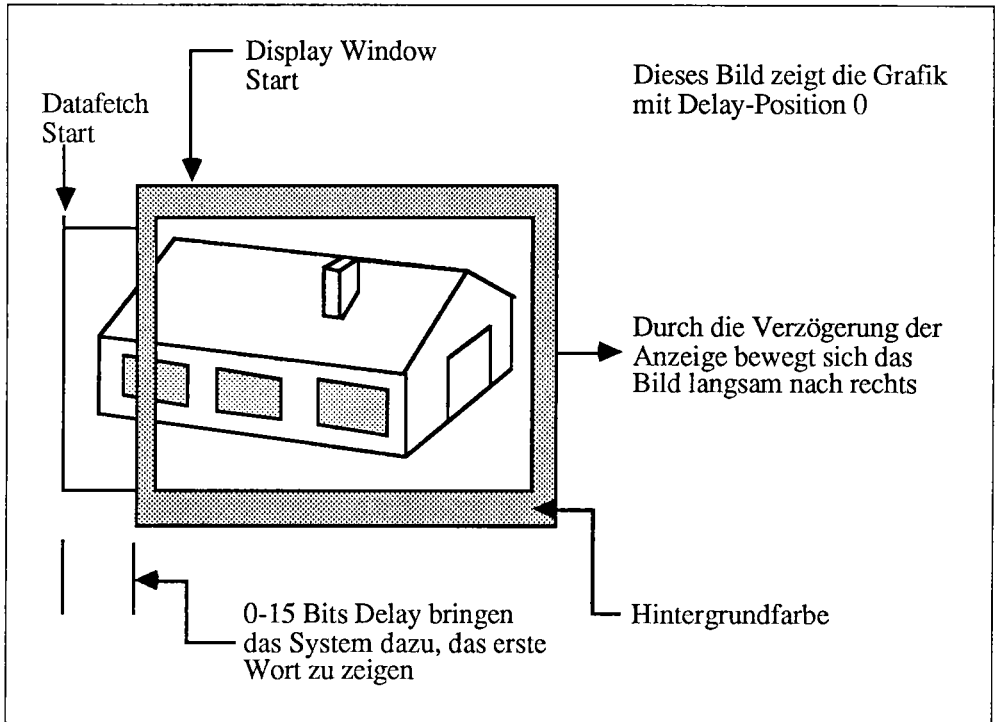 Display Window
Start
Dieses Bild zeigt die Grafik
mit Delay-Position 0
Datafetch
Start
Durch die Verzögerung der
Anzeige bewegt sich das
Bild langsam nach rechts
0-15 Bits Delay bringen
das System dazu, das erste
Wort zu zeigen
Hintergrundfarbe